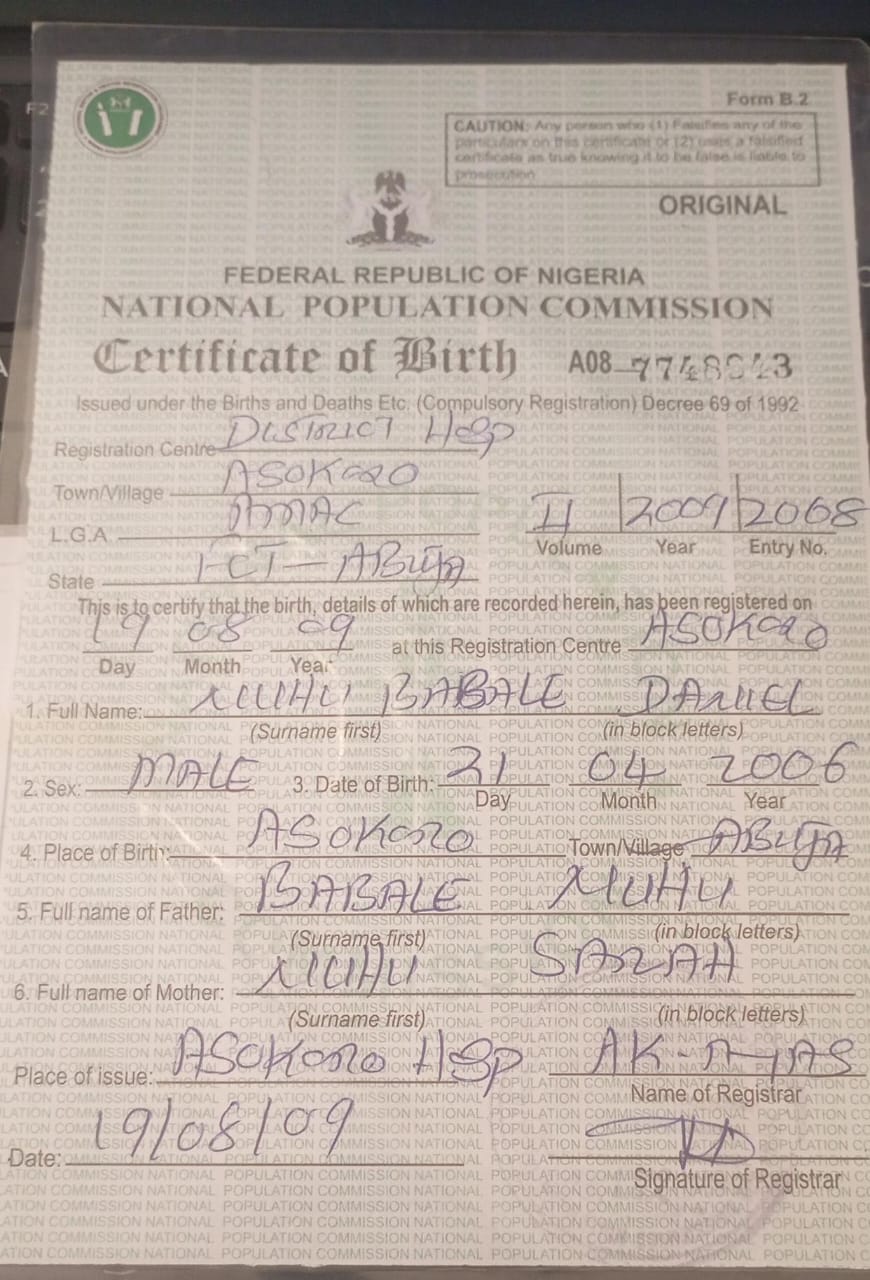 F2
Form B.2
CAUTION: Any person who (1) Falsifies any of the
particulars on this certificate or (2) uses a falsified
certificate as true knowing it to be false is liable to
prosecution
ORIGINAL
FEDERAL REPUBLIC OF NIGERIA
NATIONAL POPULATION COMMISSION
Certificate of Birth A08
Issued under the Births and Deaths Etc. (Compulsory Registration) Decree 69 of 1992
Registration Centre DISTRICT HOSP
Town/Village ASOKORO
L.G.A AMAC
II 2009 2068
Volume Year Entry No.
State FCT - ABUJA
This is to certify that the birth, details of which are recorded herein, has been registered on
19 08 09 at this Registration Centre ASOKORO
Day Month Year
1. Full Name: NUHU BABALE DANIEL
(Surname first) (in block letters)
2. Sex: MALE 3. Date of Birth: 04 2006
Day Month Year
4. Place of Birth: ASOKORO Town/Village ABUJA
5. Full name of Father: BABALE NUHU
(Surname first) (in block letters)
6. Full name of Mother: NUHU SARAH
(Surname first) (in block letters)
Place of issue: ASOKORO HOSP
Name of Registrar
Date: 19/08/09
Signature of Registrar